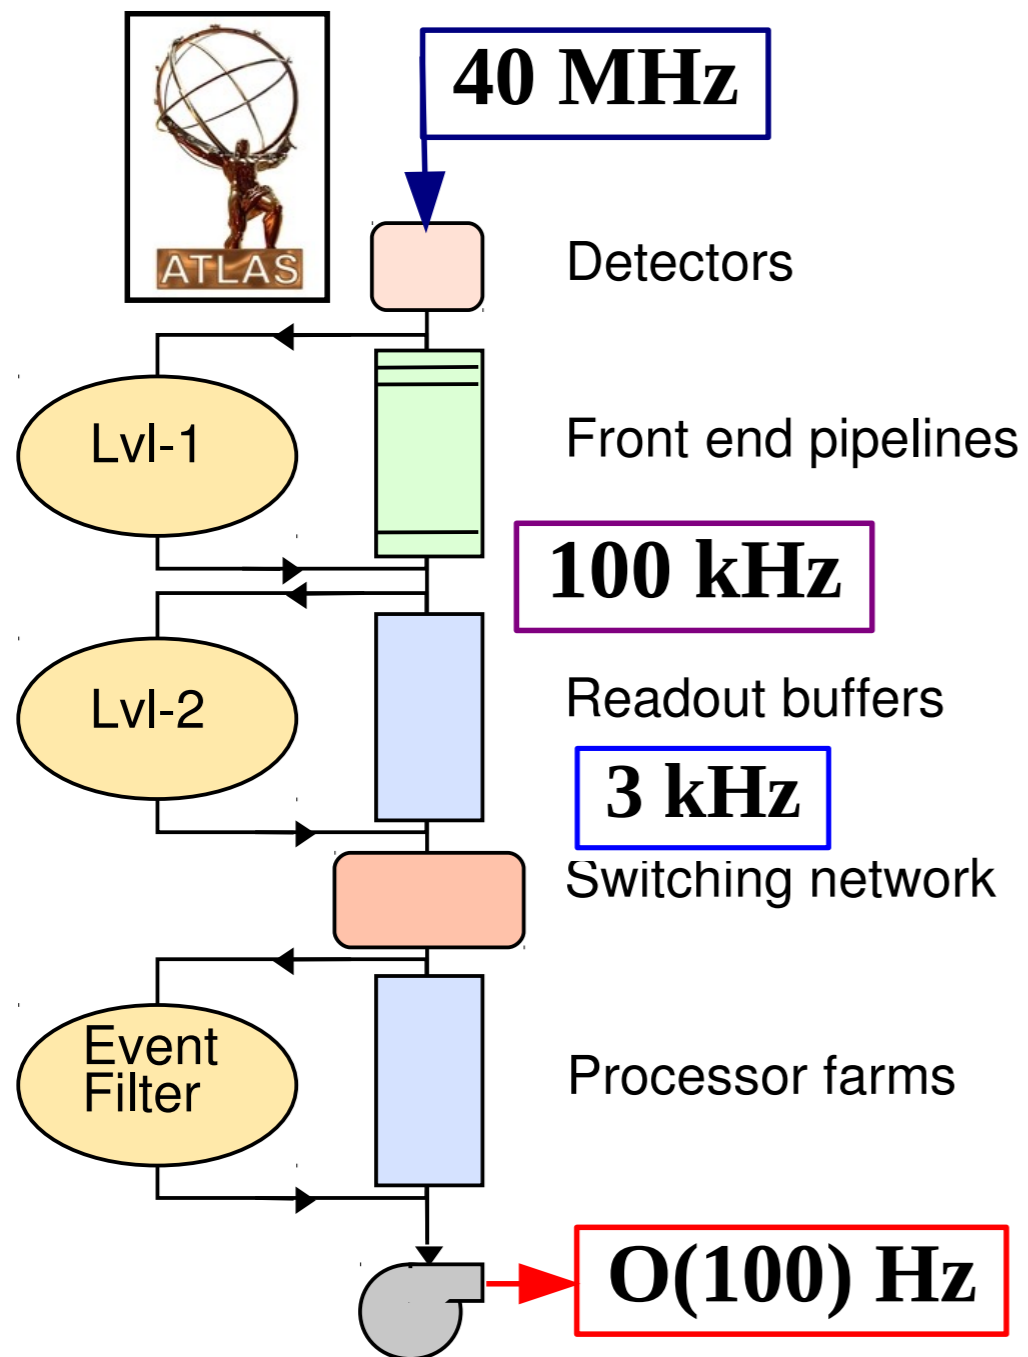 40 MHz
ATLAS
Detectors
Lvl-1
Front end pipelines
100 kHz
Lvl-2
Readout buffers
3 kHz
Switching network
Event
Filter
Processor farms
O(100) Hz